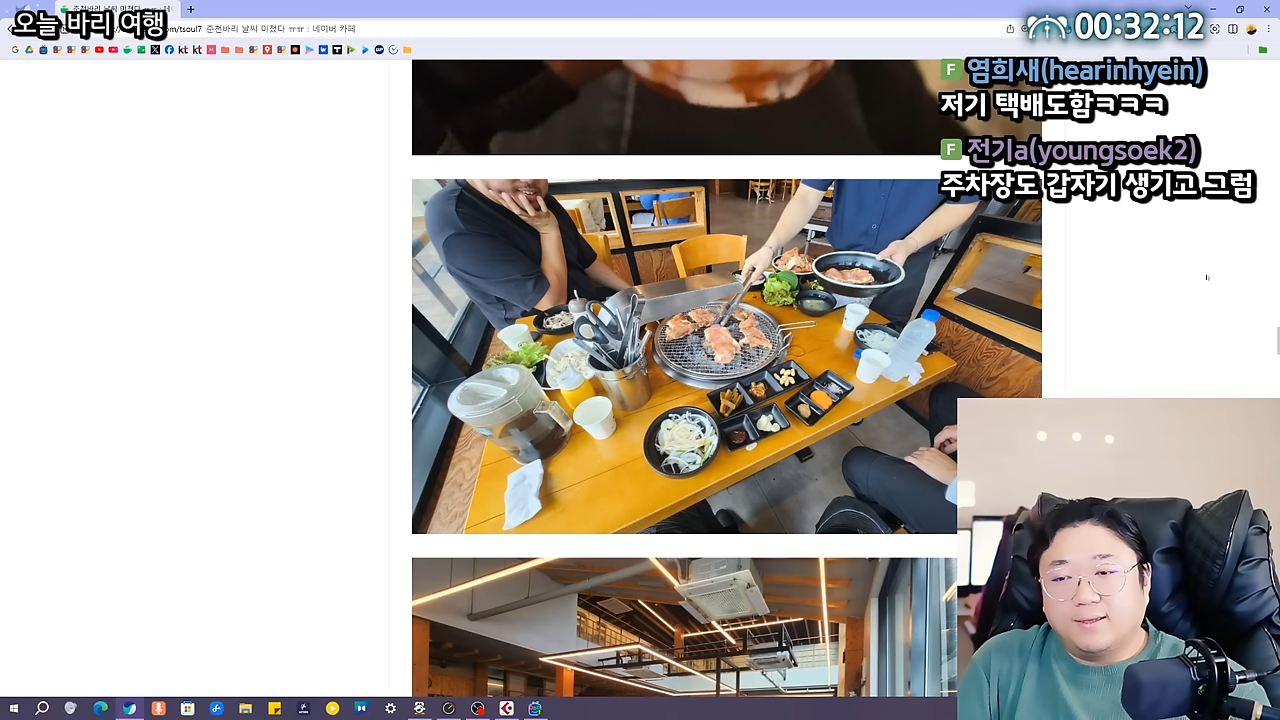 오늘 바리 여행
com/tsoul7 춘천바리 날씨 미쳤다 ㅠㅠ : 네이버 카페
00:32:12
F 염희새(hearinhyein)
저기 택배도함ㅋㅋㅋ
F 전기a(youngsoek2)
주차장도 갑자기 생기고 그럼